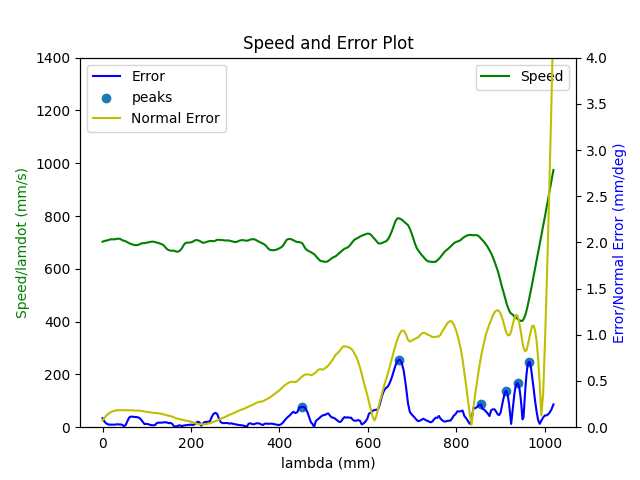 Speed and Error Plot
Error
peaks
Normal Error
Speed
1400
1200
1000
800
600
400
200
0
Speed/lamdot (mm/s)
4.0
3.5
3.0
2.5
2.0
1.5
1.0
0.5
0.0
Error/Normal Error (mm/deg)
0 200 400 600 800 1000
lambda (mm)